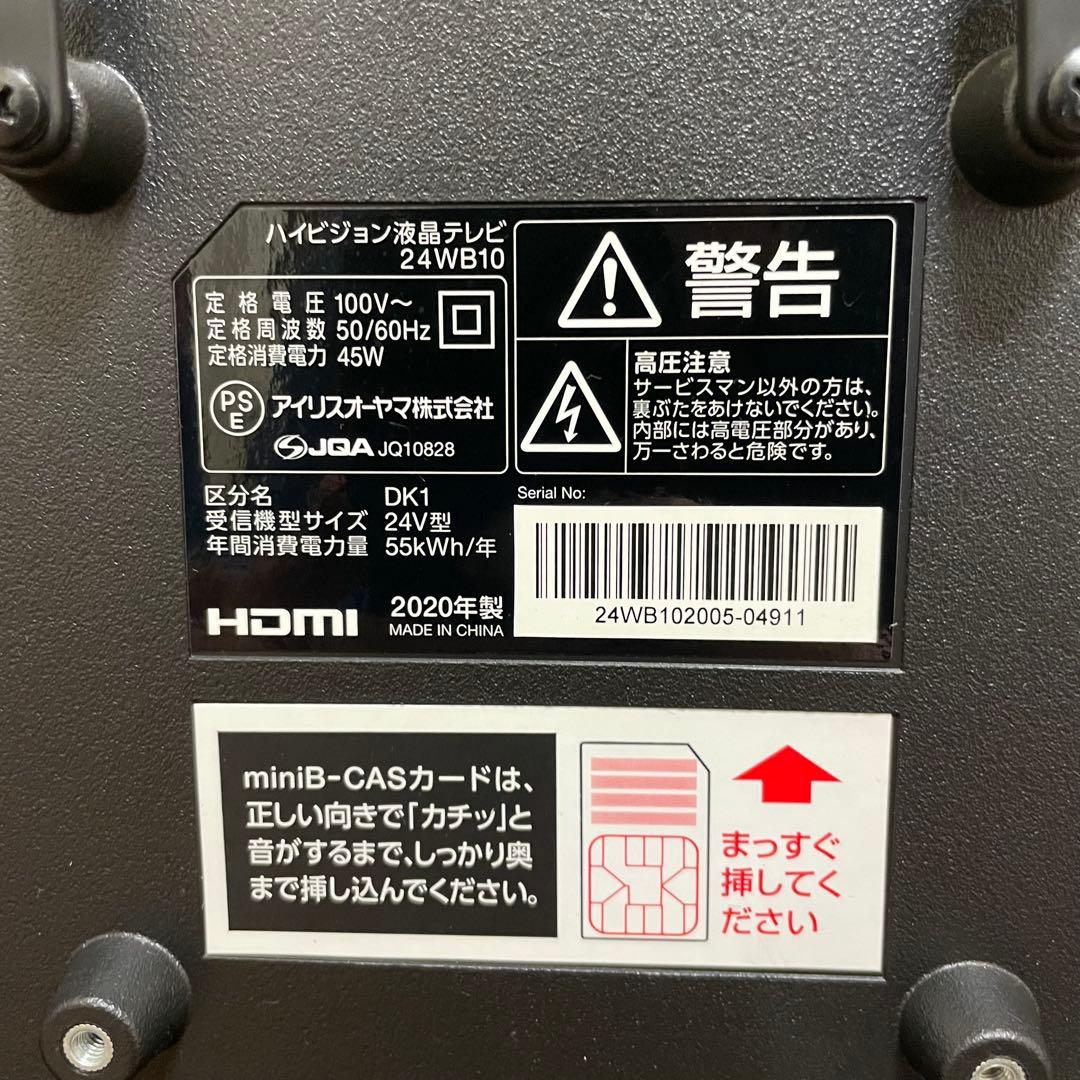 ハイビジョン液晶テレビ
24WB10
定格電圧 100V～
定格周波数 50/60Hz
定格消費電力 45W
PS
E
アイリスオーヤマ株式会社
JQA JQ10828
警告
高圧注意
サービスマン以外の方は、
裏ぶたをあけないでください。
内部には高電圧部分があり、
万一さわると危険です。
区分名 DK1
受信機型サイズ 24V型
年間消費電力量 55kWh/年
HDMI
2020年製
MADE IN CHINA
Serial No:
24WB102005-04911
miniB-CASカードは、
正しい向きで「カチッ」と
音がするまで、しっかり奥
まで挿し込んでください。
まっすぐ
挿してく
ださい